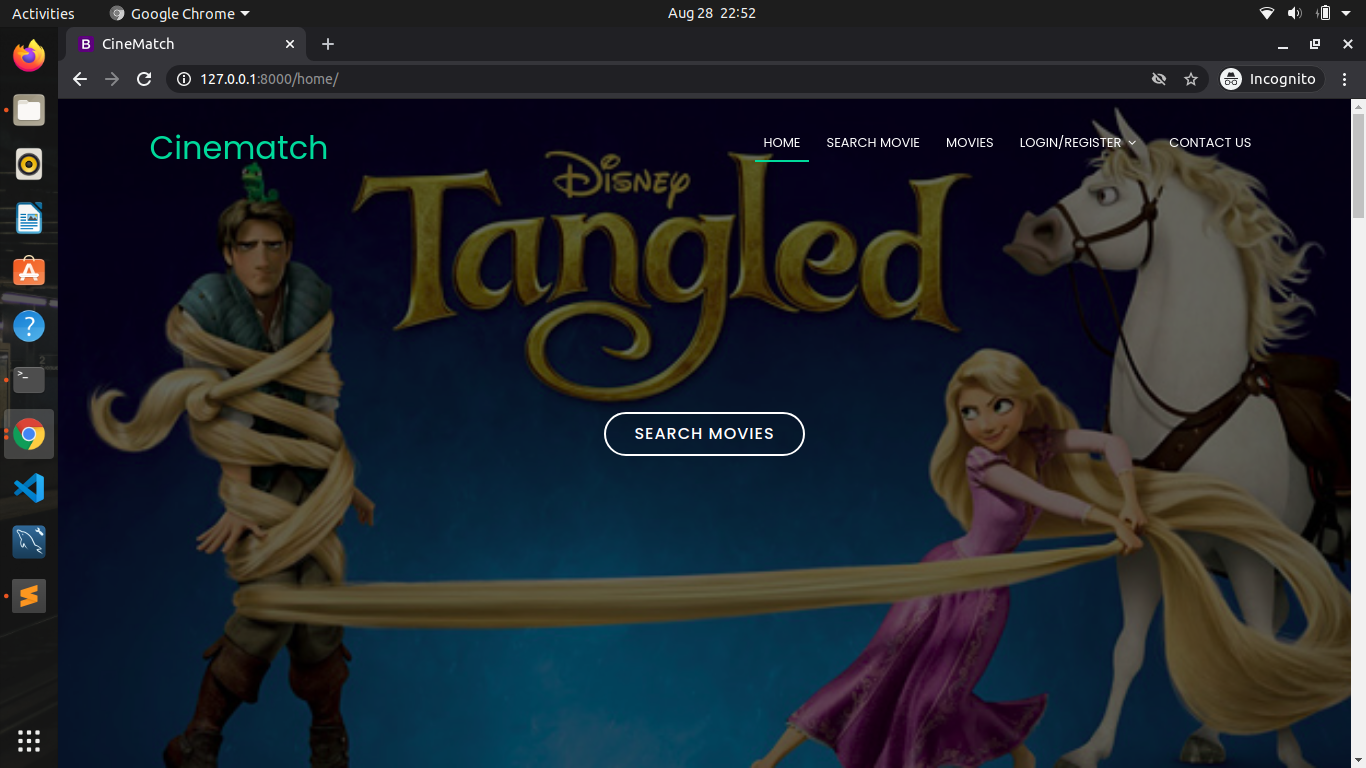 Activities
Google Chrome
Aug 28 22:52
B CineMatch
127.0.0.1:8000/home/
Incognito
Cinematch
HOME
SEARCH MOVIE
MOVIES
LOGIN/REGISTER
CONTACT US
Disney
Tangled
SEARCH MOVIES